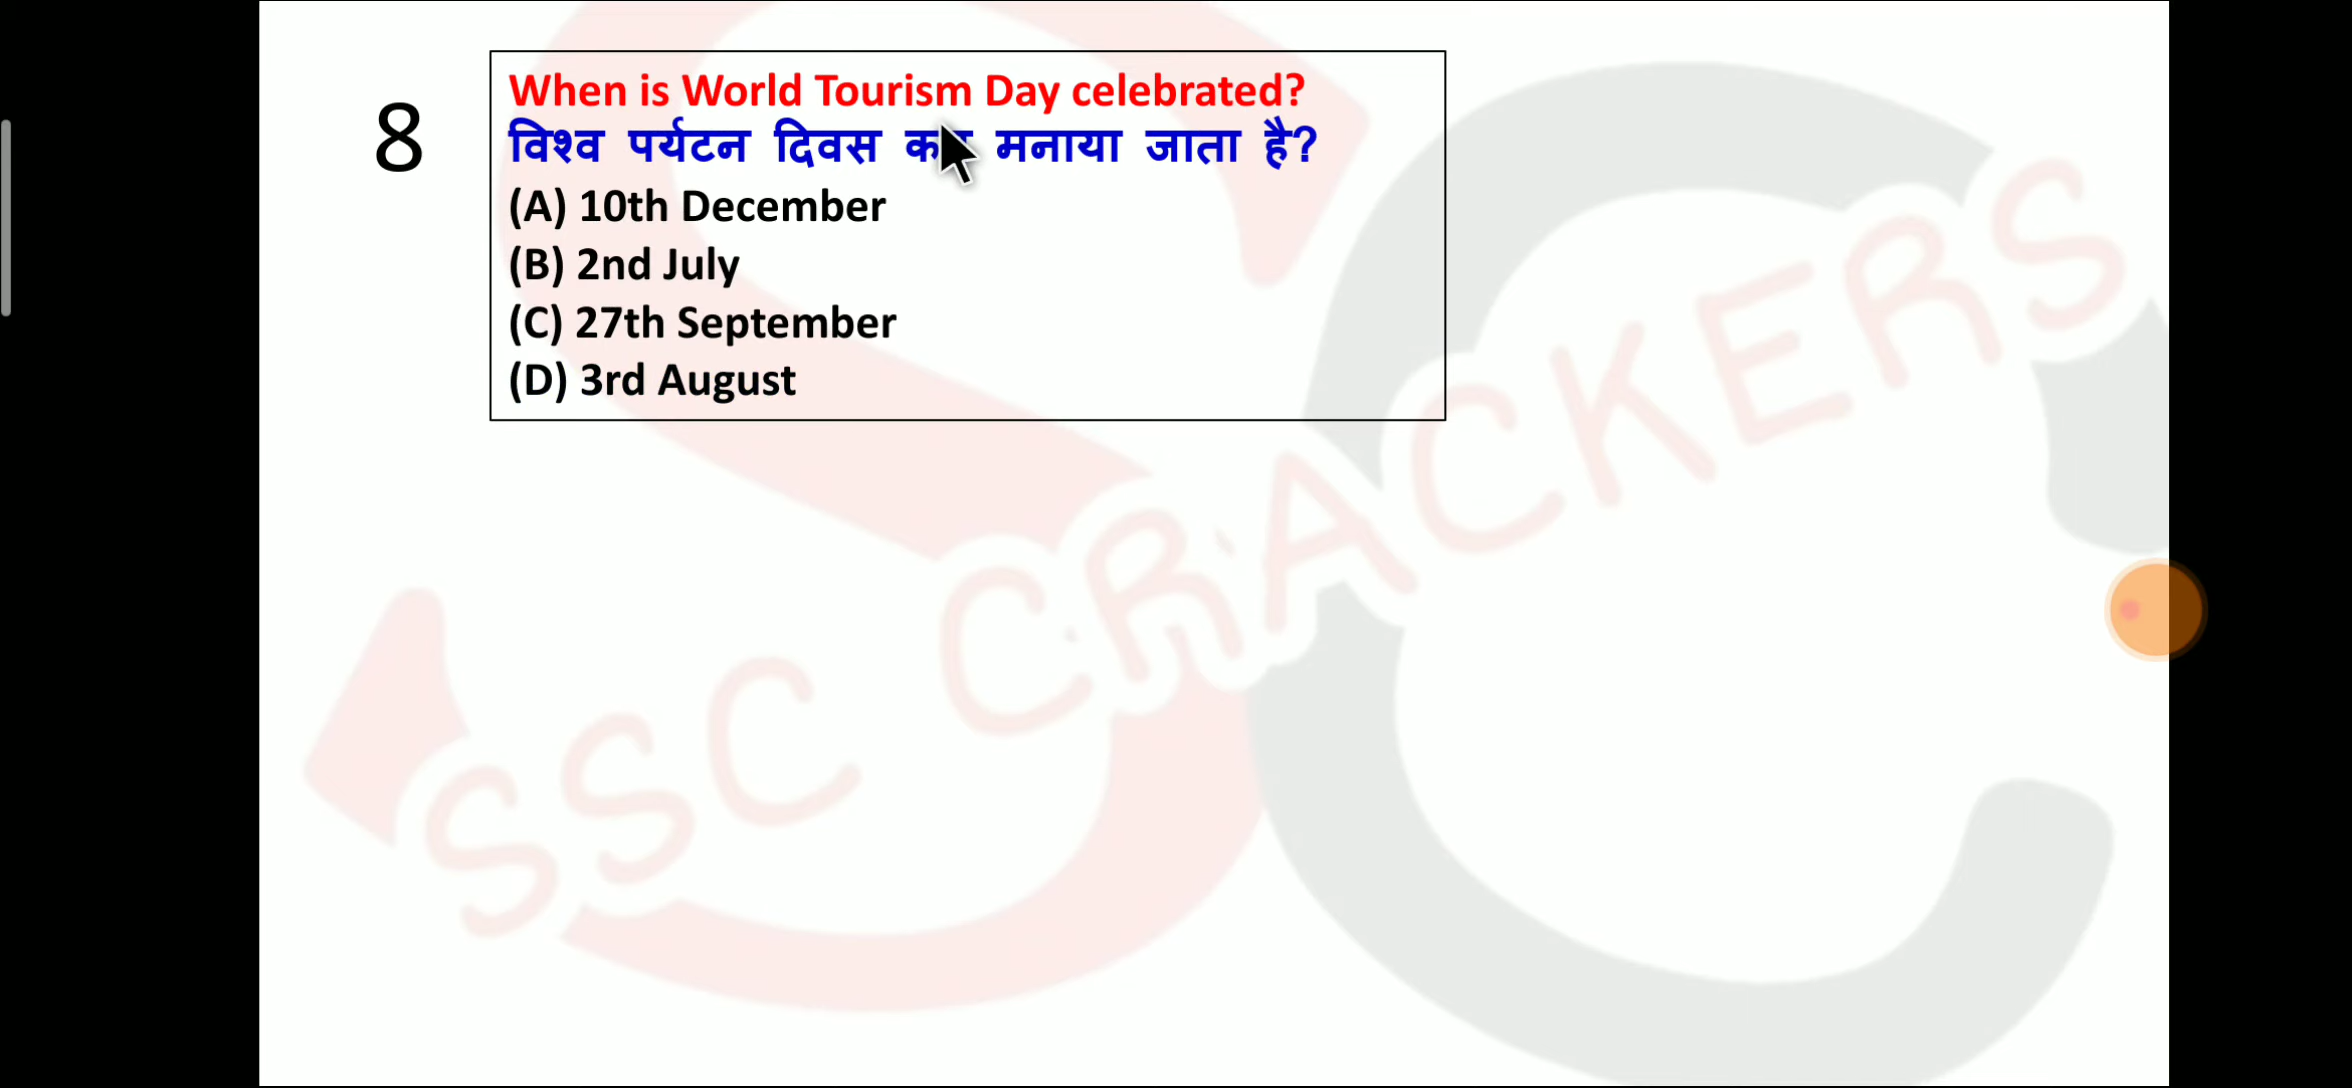 8
When is World Tourism Day celebrated?
विश्व पर्यटन दिवस मनाया जाता है?
(A) 10th December
(B) 2nd July
(C) 27th September
(D) 3rd August
SSC CRACKERS